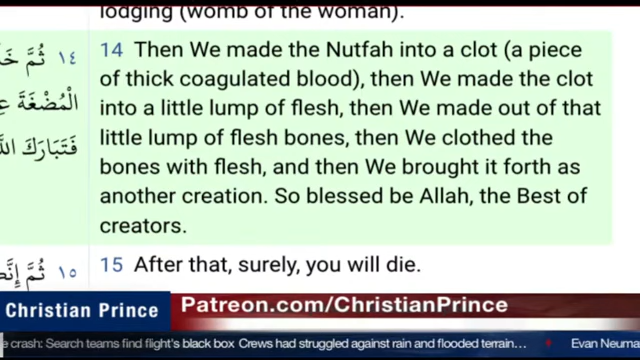 lodging (womb of the woman).
١٤ ثُمَّ
14 Then We made the Nutfah into a clot (a piece
of thick coagulated blood), then We made the clot
الْمُضْغَةَ
into a little lump of flesh, then We made out of that
little lump of flesh bones, then We clothed the
فَتَبَارَكَ
bones with flesh, and then We brought it forth as
another creation. So blessed be Allah, the Best of
creators.
١٥ ثُمَّ
15 After that, surely, you will die.
Christian Prince
Patreon.com/ChristianPrince
crash: Search teams find flight's black box Crews had struggled against rain and flooded terrain... Evan Neuma